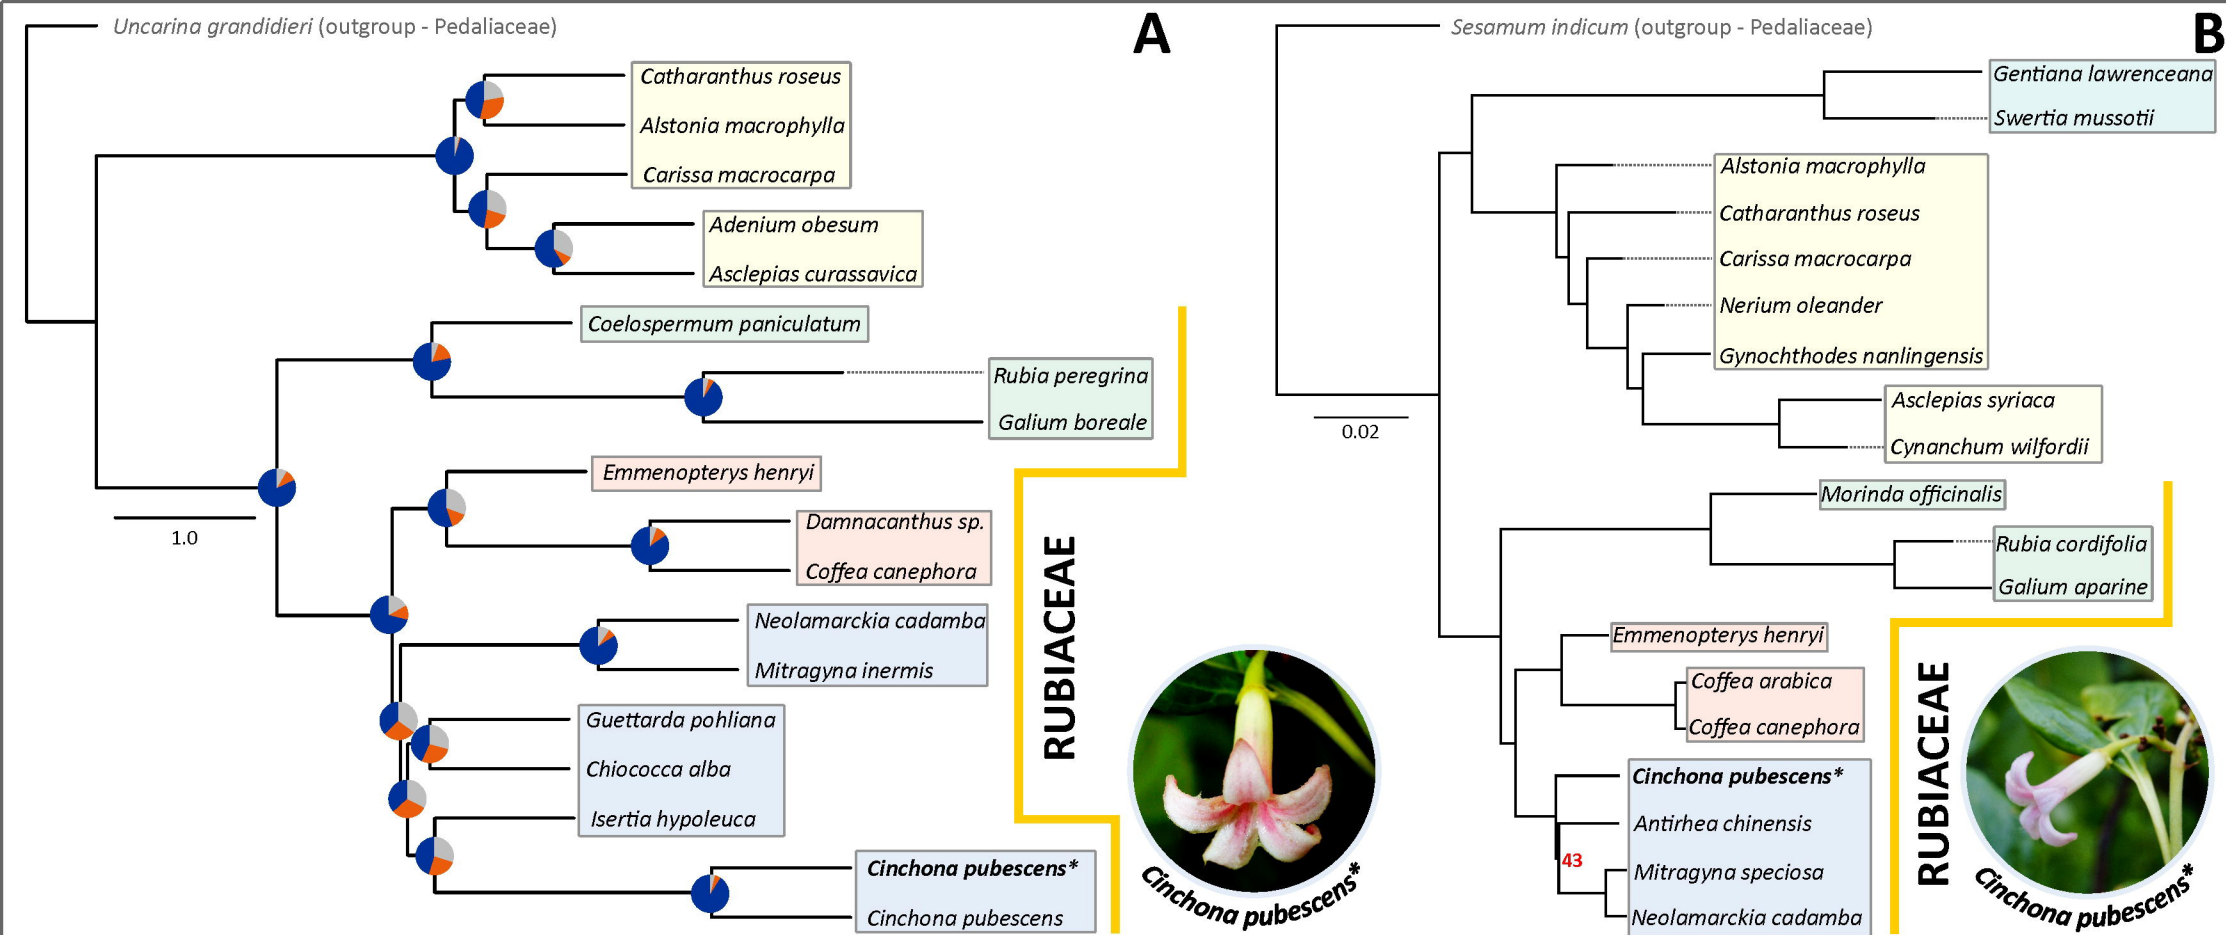 Uncarina grandidieri (outgroup - Pedaliaceae)
A
Catharanthus roseus
Alstonia macrophylla
Carissa macrocarpa
Adenium obesum
Asclepias curassavica
Coelospermum paniculatum
Rubia peregrina
Galium boreale
Emmenopterys henryi
Damnacanthus sp.
Coffea canephora
1.0
Neolamarckia cadamba
Mitragyna inermis
Guettarda pohliana
Chiococca alba
Isertia hypoleuca
Cinchona pubescens*
Cinchona pubescens
RUBIACEAE
Cinchona pubescens*
Sesamum indicum (outgroup - Pedaliaceae)
B
Gentiana lawrenceana
Swertia mussotii
Alstonia macrophylla
Catharanthus roseus
Carissa macrocarpa
Nerium oleander
Gynochthodes nanlingensis
Asclepias syriaca
Cynanchum wilfordii
0.02
Morinda officinalis
Rubia cordifolia
Galium aparine
Emmenopterys henryi
Coffea arabica
Coffea canephora
Cinchona pubescens*
Antirhea chinensis
43
Mitragyna speciosa
Neolamarckia cadamba
RUBIACEAE
Cinchona pubescens*